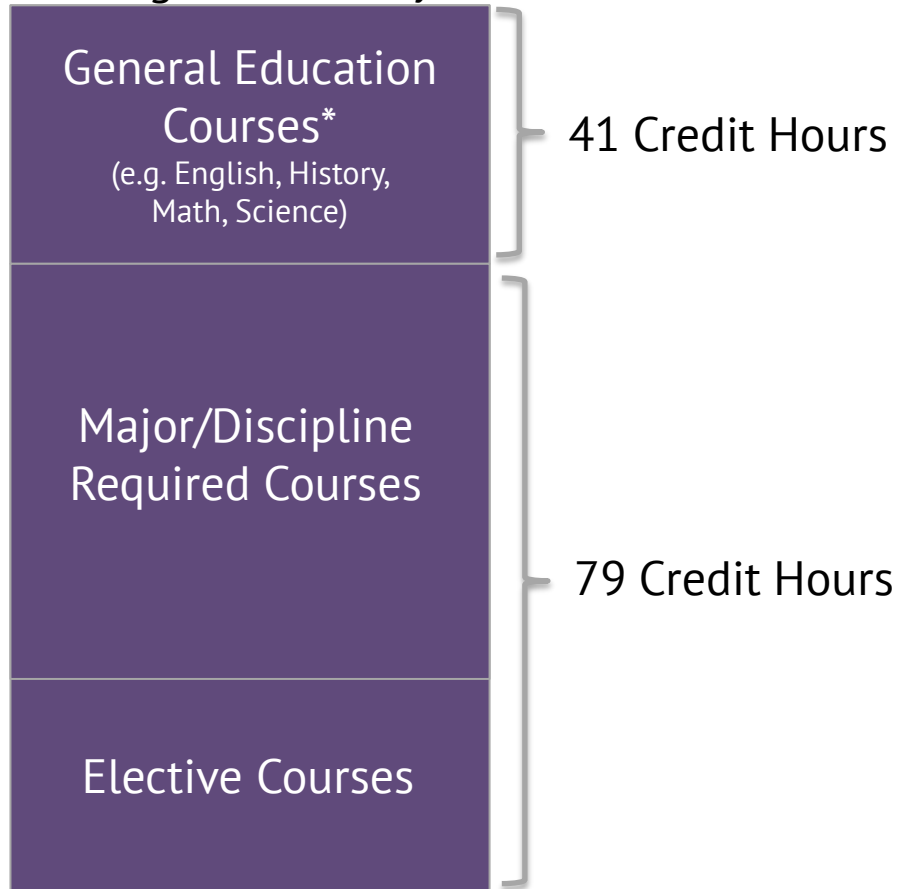 General Education
Courses*
(e.g. English, History,
Math, Science)
41 Credit Hours
Major/Discipline
Required Courses
79 Credit Hours
Elective Courses